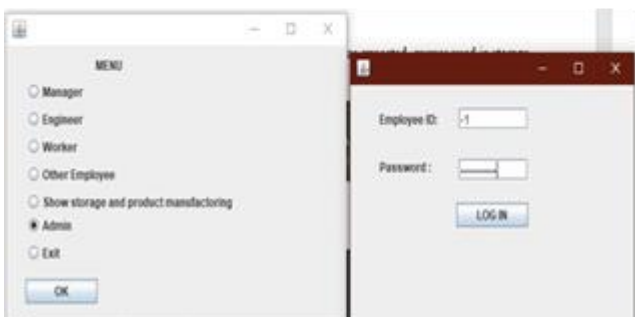 MENU
Manager
Engineer
Worker
Other Employee
Show storage and product manufactoring
Admin
Exit
OK
Employee ID: -1
Password :
LOG IN